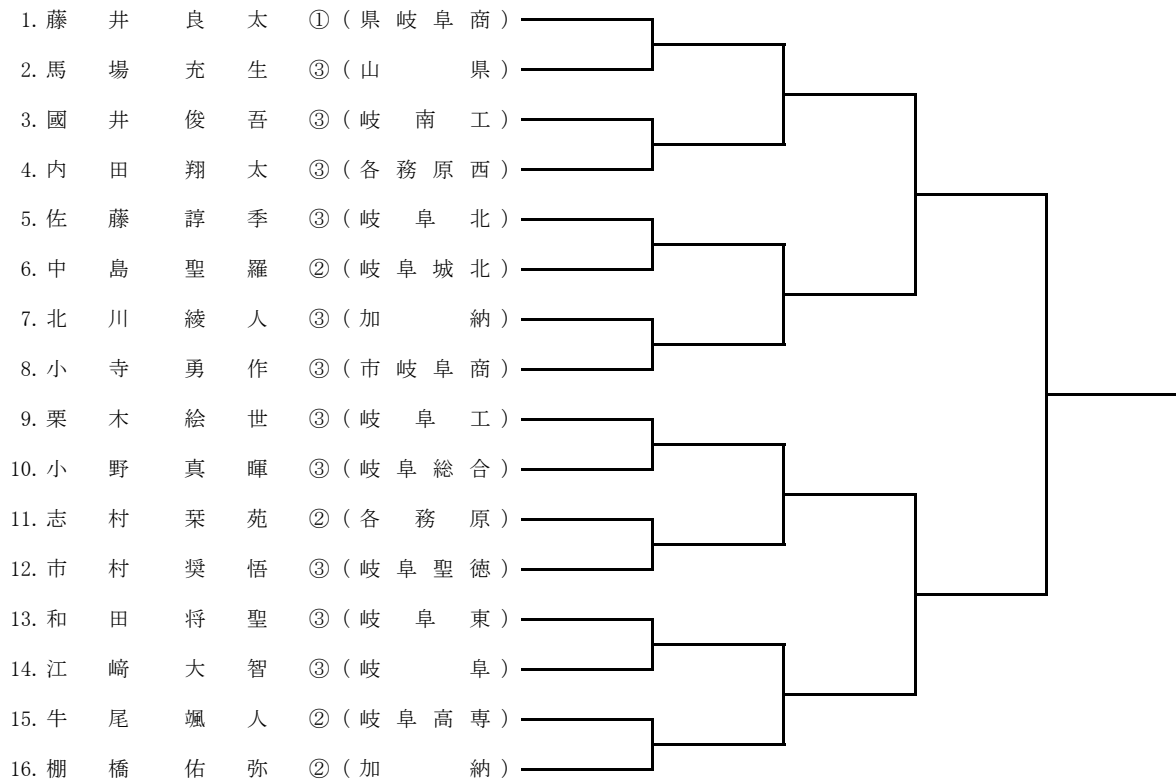 1. 藤井良太 ① (県岐阜商)
2. 馬場充生 ③ (山県)
3. 國井俊吾 ③ (岐南工)
4. 内田翔太 ③ (各務原西)
5. 佐藤諄季 ③ (岐阜北)
6. 中島聖羅 ② (岐阜城北)
7. 北川綾人 ③ (加納)
8. 小寺勇作 ③ (市岐阜商)
9. 栗木絵世 ③ (岐阜工)
10. 小野真暉 ③ (岐阜総合)
11. 志村栞苑 ② (各務原)
12. 市村奨悟 ③ (岐阜聖徳)
13. 和田将聖 ③ (岐阜東)
14. 江﨑大智 ③ (岐阜)
15. 牛尾颯人 ② (岐阜高専)
16. 棚橋佑弥 ② (加納)